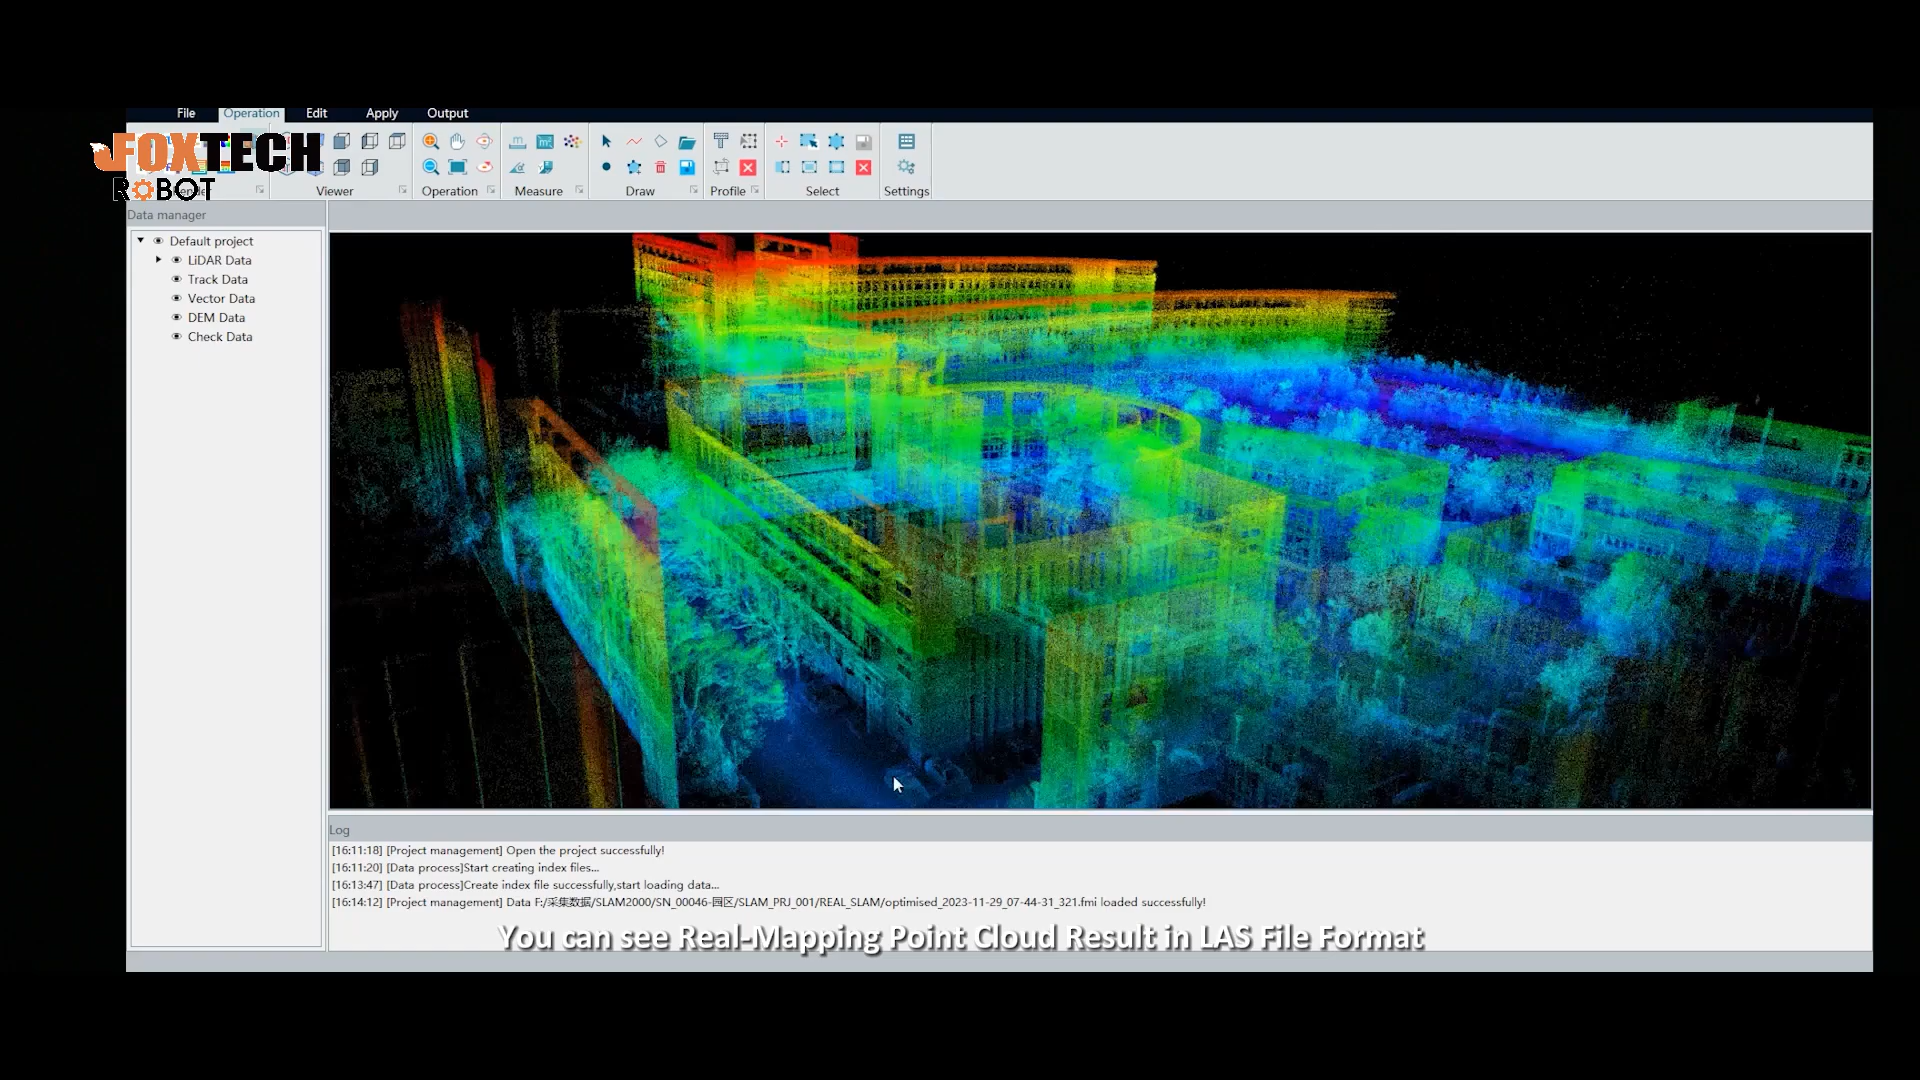 File Operation Edit Apply Output
FOXTECH
ROBOT
Viewer Operation Measure Draw Profile Select Settings
Data manager
Default project
LiDAR Data
Track Data
Vector Data
DEM Data
Check Data
Log
[16:11:18] [Project management] Open the project successfully!
[16:11:20] [Data process]Start creating index files...
[16:13:47] [Data process]Create index file successfully,start loading data...
[16:14:12] [Project management] Data F:/采集数据/SLAM2000/SN_00046-园区/SLAM_PRJ_001/REAL_SLAM/optimised_2023-11-29_07-44-31_321.fmi loaded successfully!
You can see Real-Mapping Point Cloud Result in LAS File Format